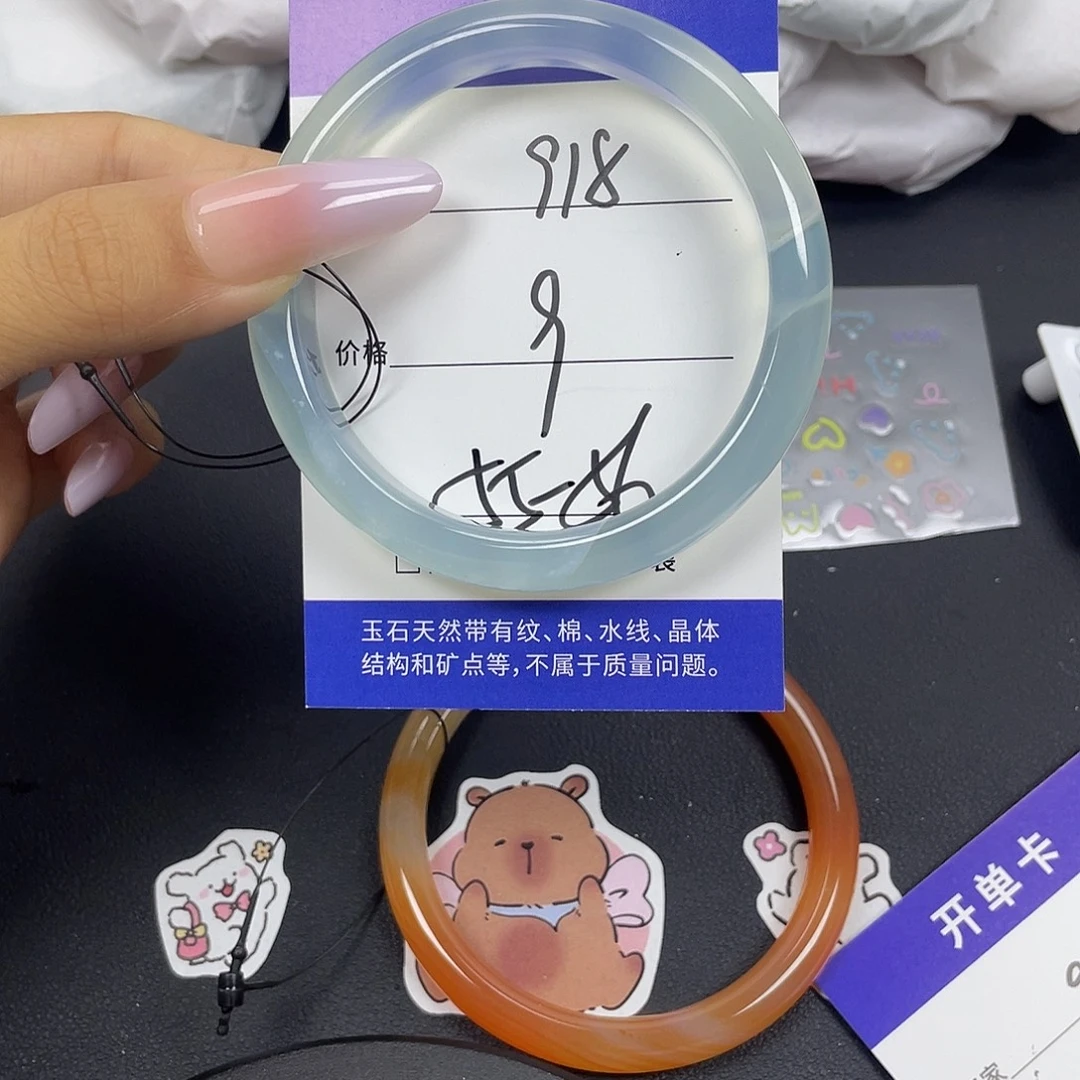 918
价格
9
玉石天然带有纹、棉、水线、晶体
结构和矿点等，不属于质量问题。
开单卡
家